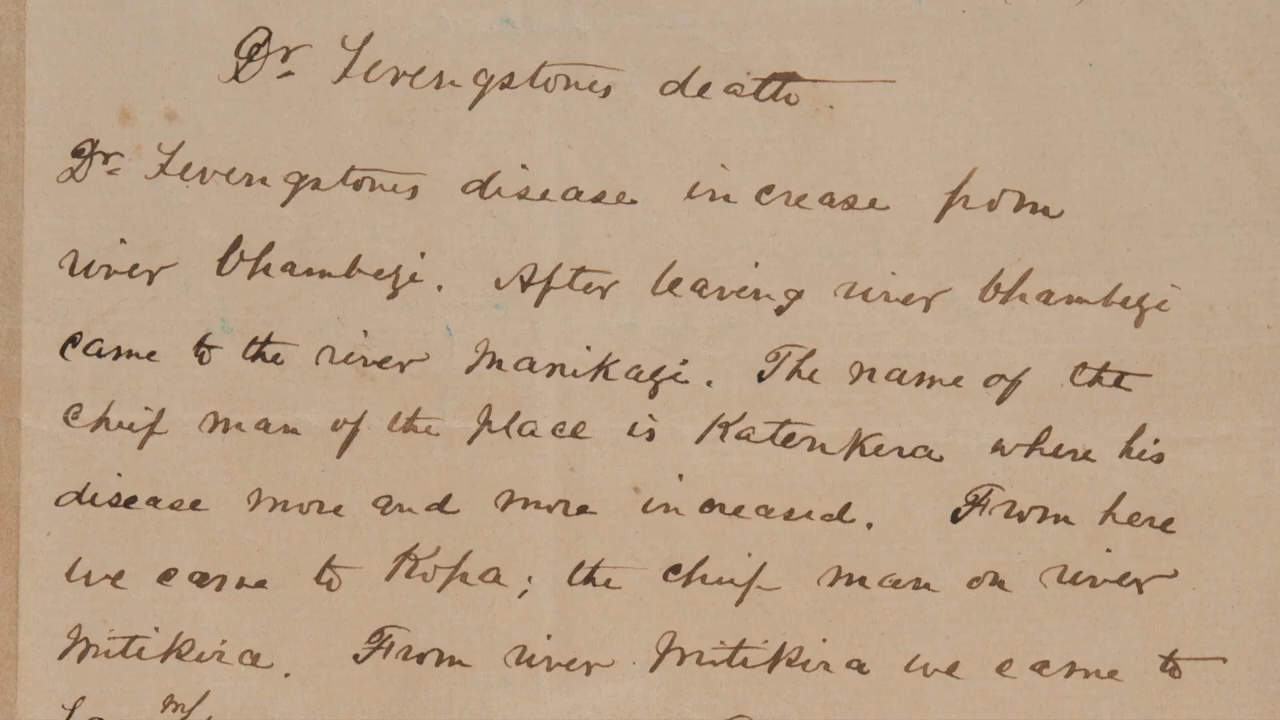 Dr Levengstones death.
Dr Levengstones disease increase from
river Chambezi. After leaving river Chambezi
came to the river Manikazi. The name of the
chief man of the place is Katenkera where his
disease more and more increased. From here
we came to Kopa; the chief man on river
Mitikira. From river Mitikira we came to